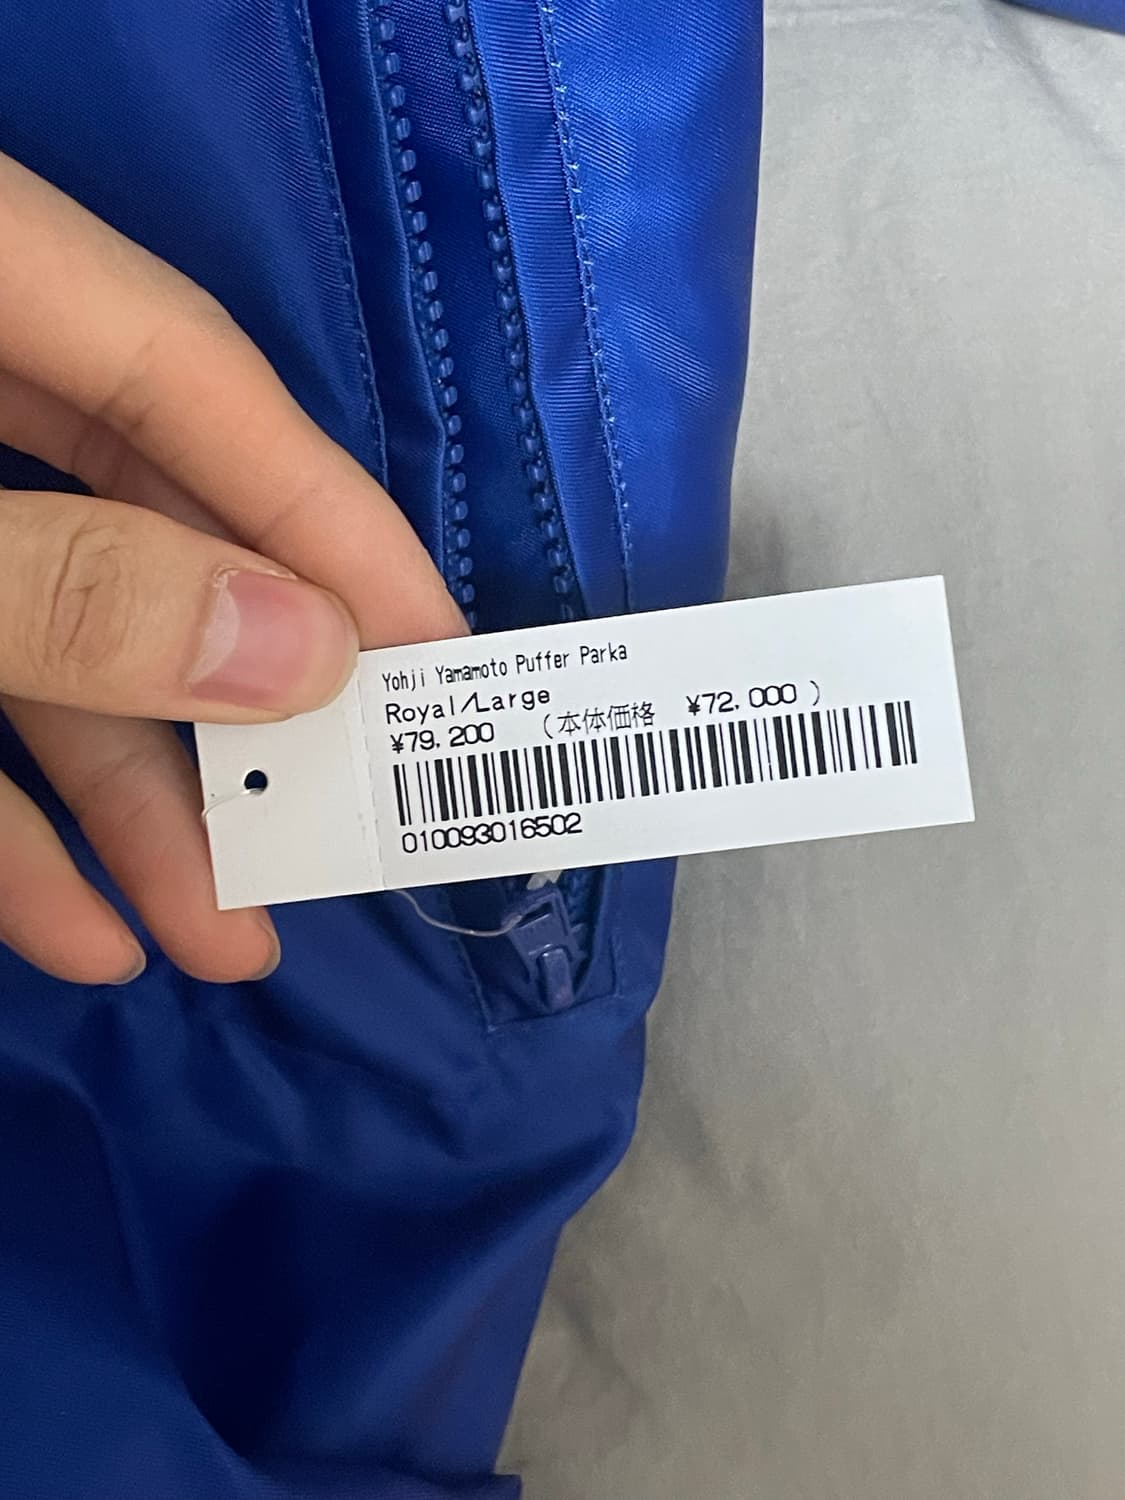 Yohji Yamamoto Puffer Parka
Royal/Large
¥79,200 (本体価格 ¥72,000)
010093016502